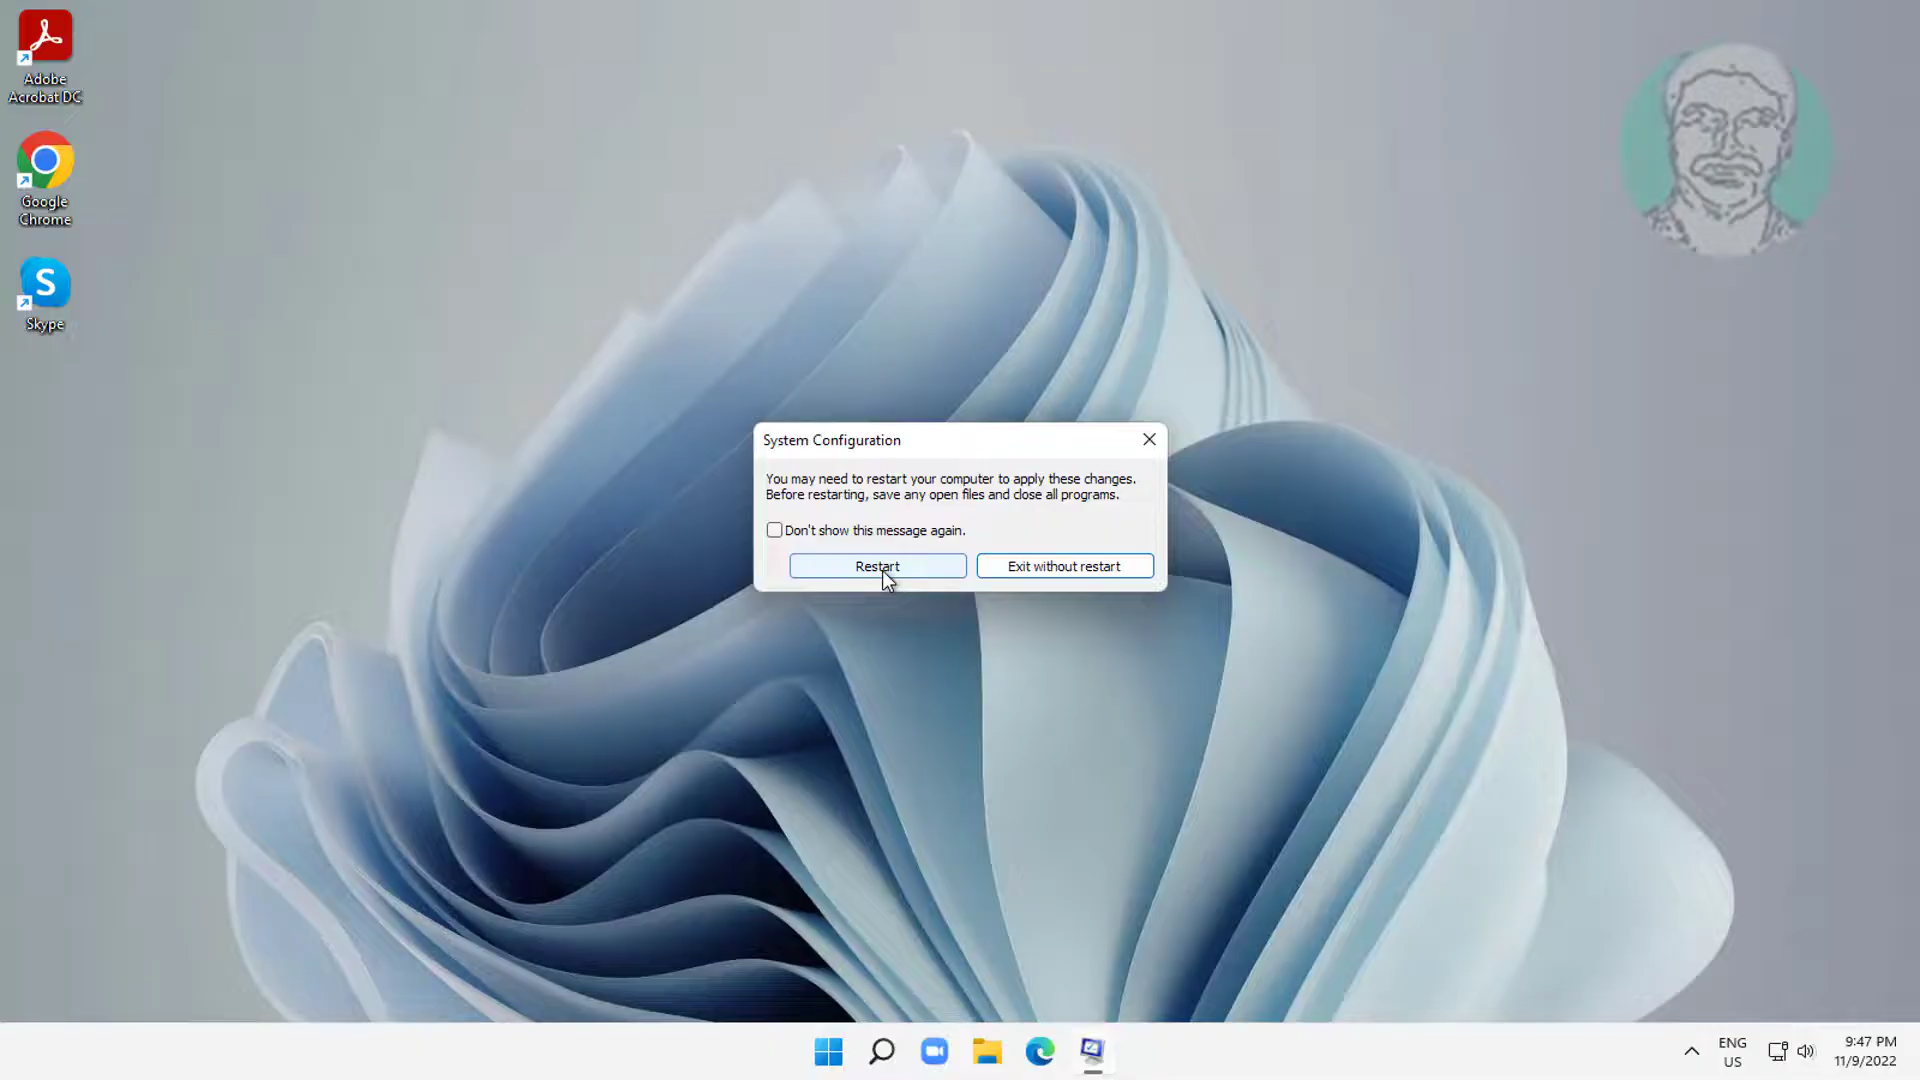 Adobe
Acrobat DC
Google
Chrome
S
Skype
System Configuration
You may need to restart your computer to apply these changes.
Before restarting, save any open files and close all programs.
Don't show this message again.
Restart
Exit without restart
ENG
US
9:47 PM
11/9/2022